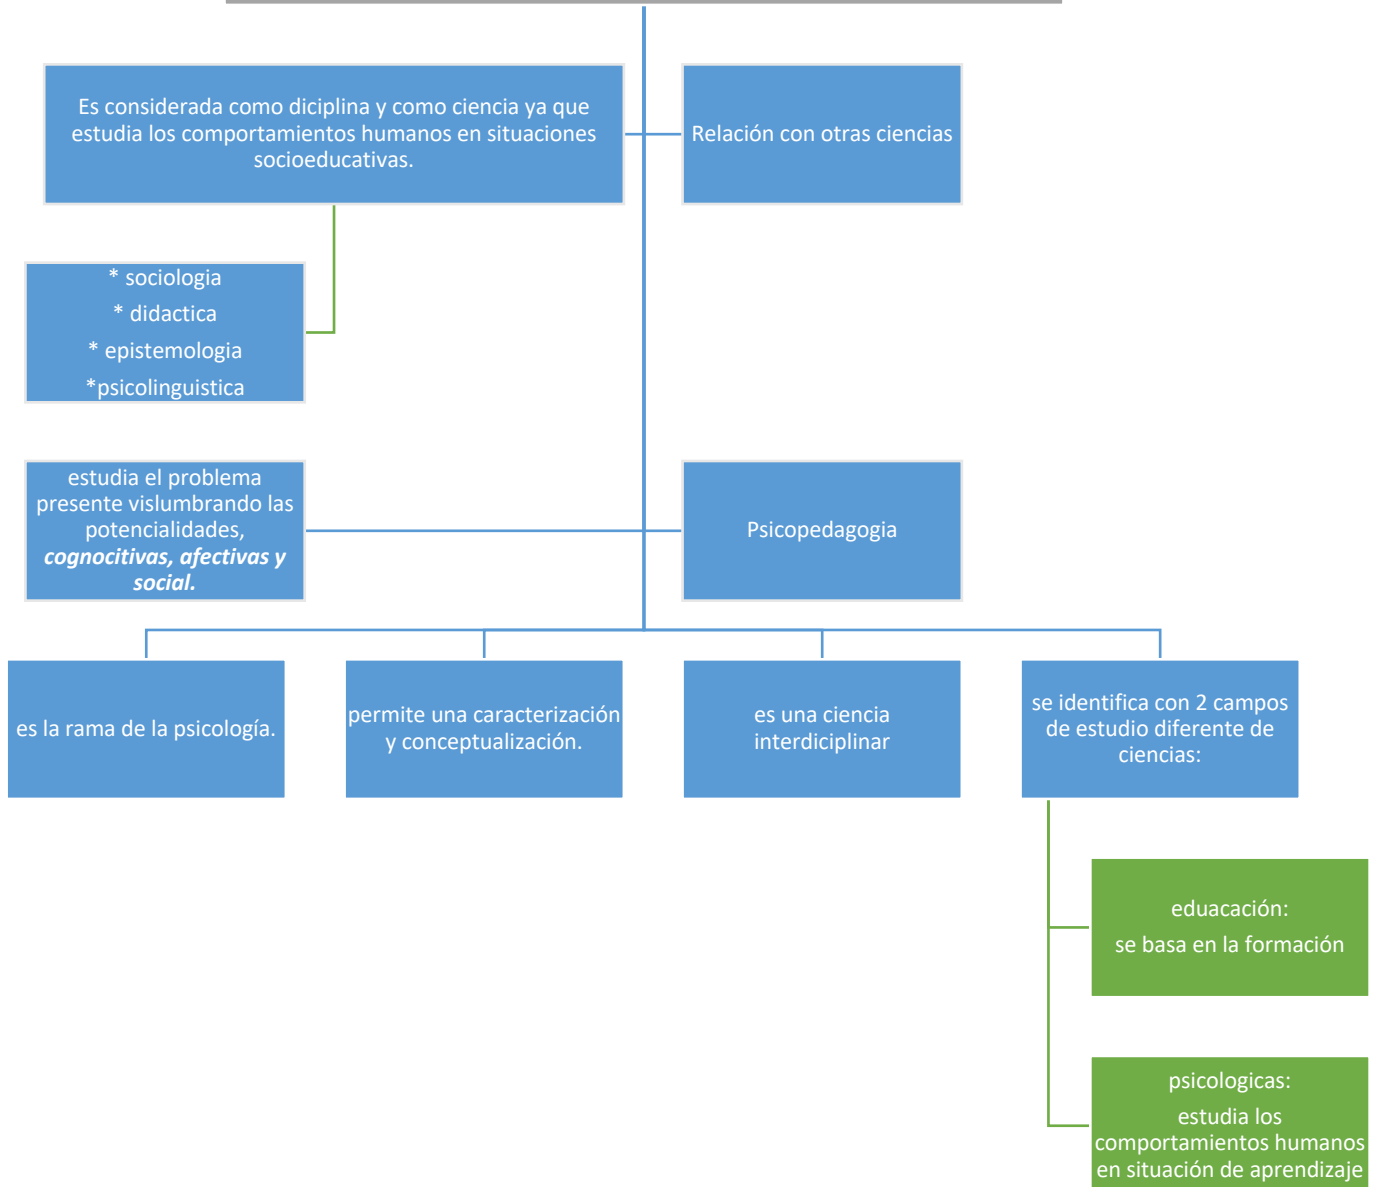 Es considerada como diciplina y como ciencia ya que
estudia los comportamientos humanos en situaciones
socioeducativas.
Relación con otras ciencias
* sociologia
* didactica
* epistemologia
*psicolinguistica
estudia el problema
presente vislumbrando las
potencialidades,
cognocitivas, afectivas y
social.
Psicopedagogia
es la rama de la psicología.
permite una caracterización
y conceptualización.
es una ciencia
interdiciplinar
se identifica con 2 campos
de estudio diferente de
ciencias:
eduacación:
se basa en la formación
psicologicas:
estudia los
comportamientos humanos
en situación de aprendizaje